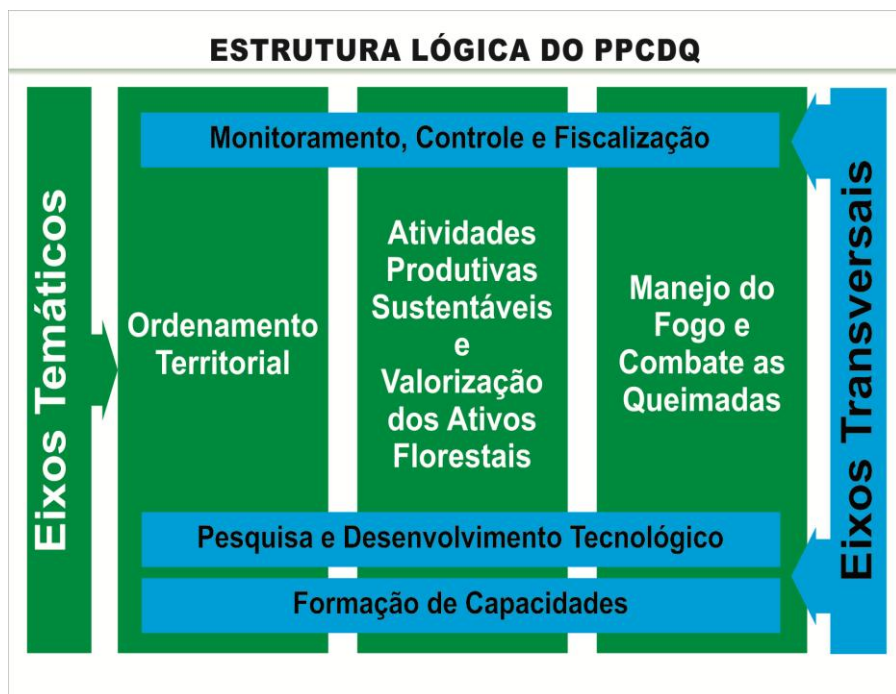 ESTRUTURA LÓGICA DO PPCDQ
Eixos Temáticos
Monitoramento, Controle e Fiscalização
Ordenamento
Territorial
Atividades
Produtivas
Sustentáveis
e
Valorização
dos Ativos
Florestais
Manejo do
Fogo e
Combate as
Queimadas
Pesquisa e Desenvolvimento Tecnológico
Formação de Capacidades
Eixos Transversais